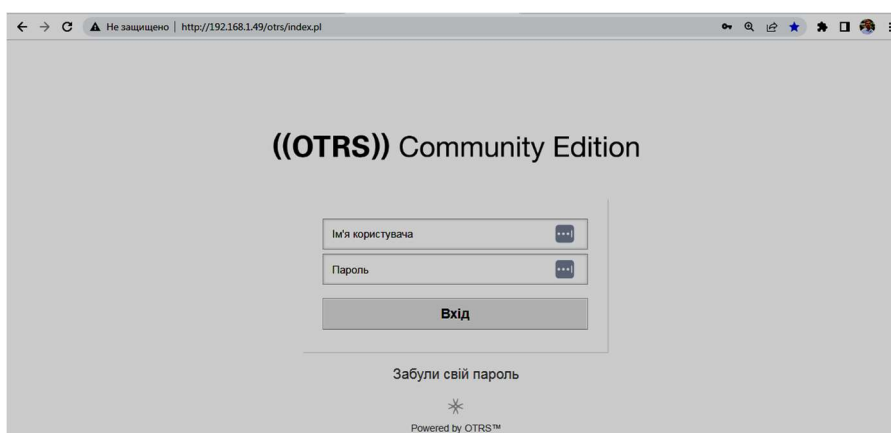 Не защищено | http://192.168.1.49/otrs/index.pl
((OTRS)) Community Edition
Ім'я користувача
Пароль
Вхід
Забули свій пароль
Powered by OTRS™